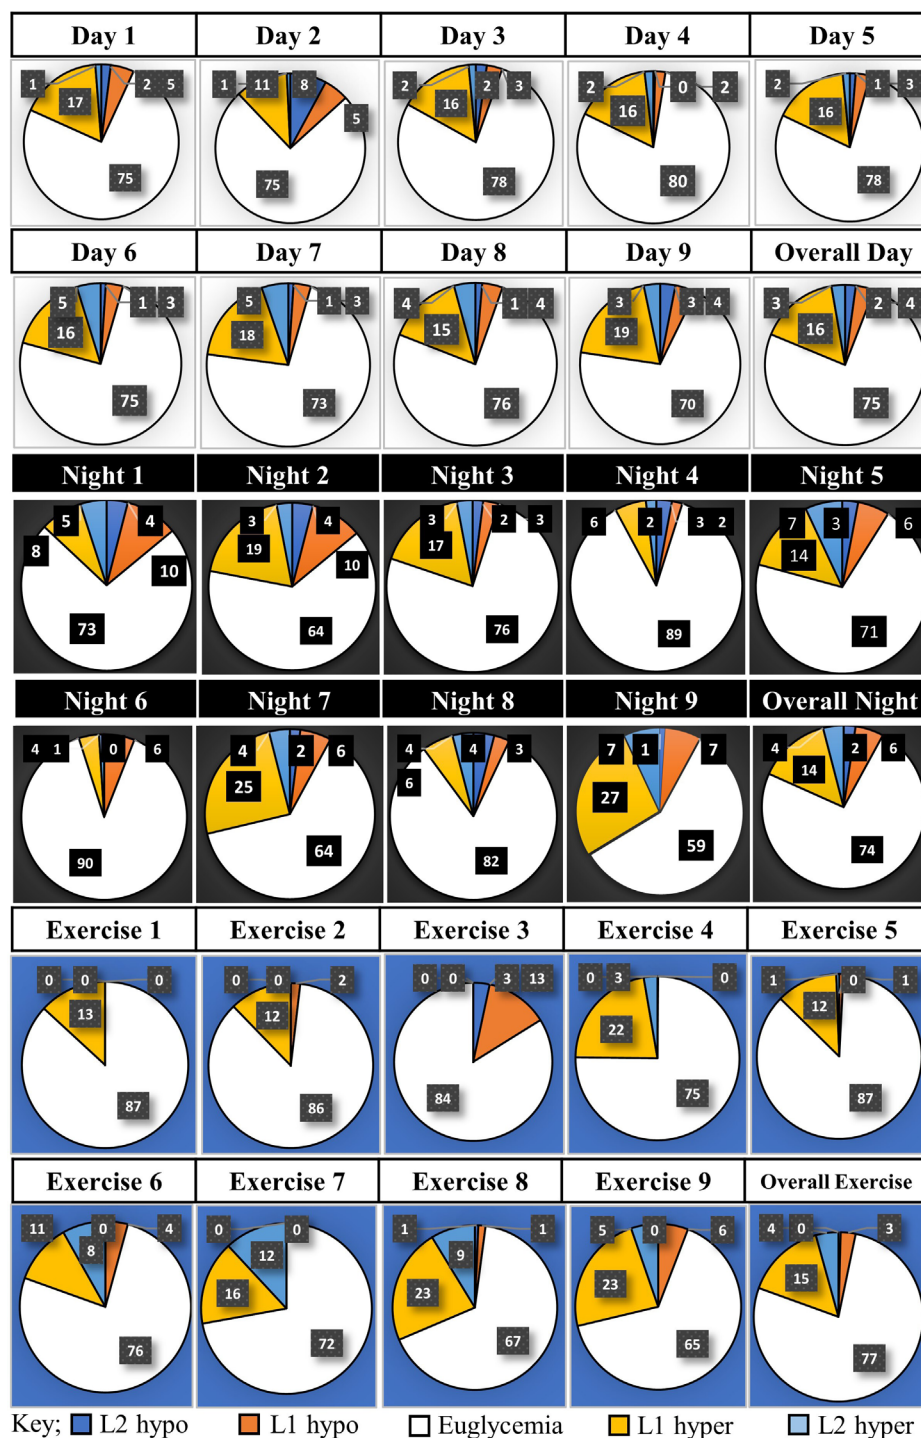 Day 1 Day 2 Day 3 Day 4 Day 5
1 17 2 5 1 11 8 5 2 16 2 3 2 16 0 2 2 16 1 3
75 75 78 80 78
Day 6 Day 7 Day 8 Day 9 Overall Day
5 16 1 3 5 18 1 3 4 15 1 4 3 19 3 4 3 16 2 4
75 73 76 70 75
Night 1 Night 2 Night 3 Night 4 Night 5
8 5 4 10 3 19 4 10 3 17 2 3 6 2 3 2 7 14 3 6
73 64 76 89 71
Night 6 Night 7 Night 8 Night 9 Overall Night
4 1 0 6 4 25 2 6 4 6 4 3 7 27 1 7 4 14 2 6
90 64 82 59 74
Exercise 1 Exercise 2 Exercise 3 Exercise 4 Exercise 5
0 0 13 0 0 0 12 2 0 0 3 13 0 3 22 0 1 12 0 1
87 86 84 75 87
Exercise 6 Exercise 7 Exercise 8 Exercise 9 Overall Exercise
11 8 0 4 0 16 12 0 1 23 9 1 5 23 0 6 4 0 15 3
76 72 67 65 77
Key; L2 hypo L1 hypo Euglycemia L1 hyper L2 hyper